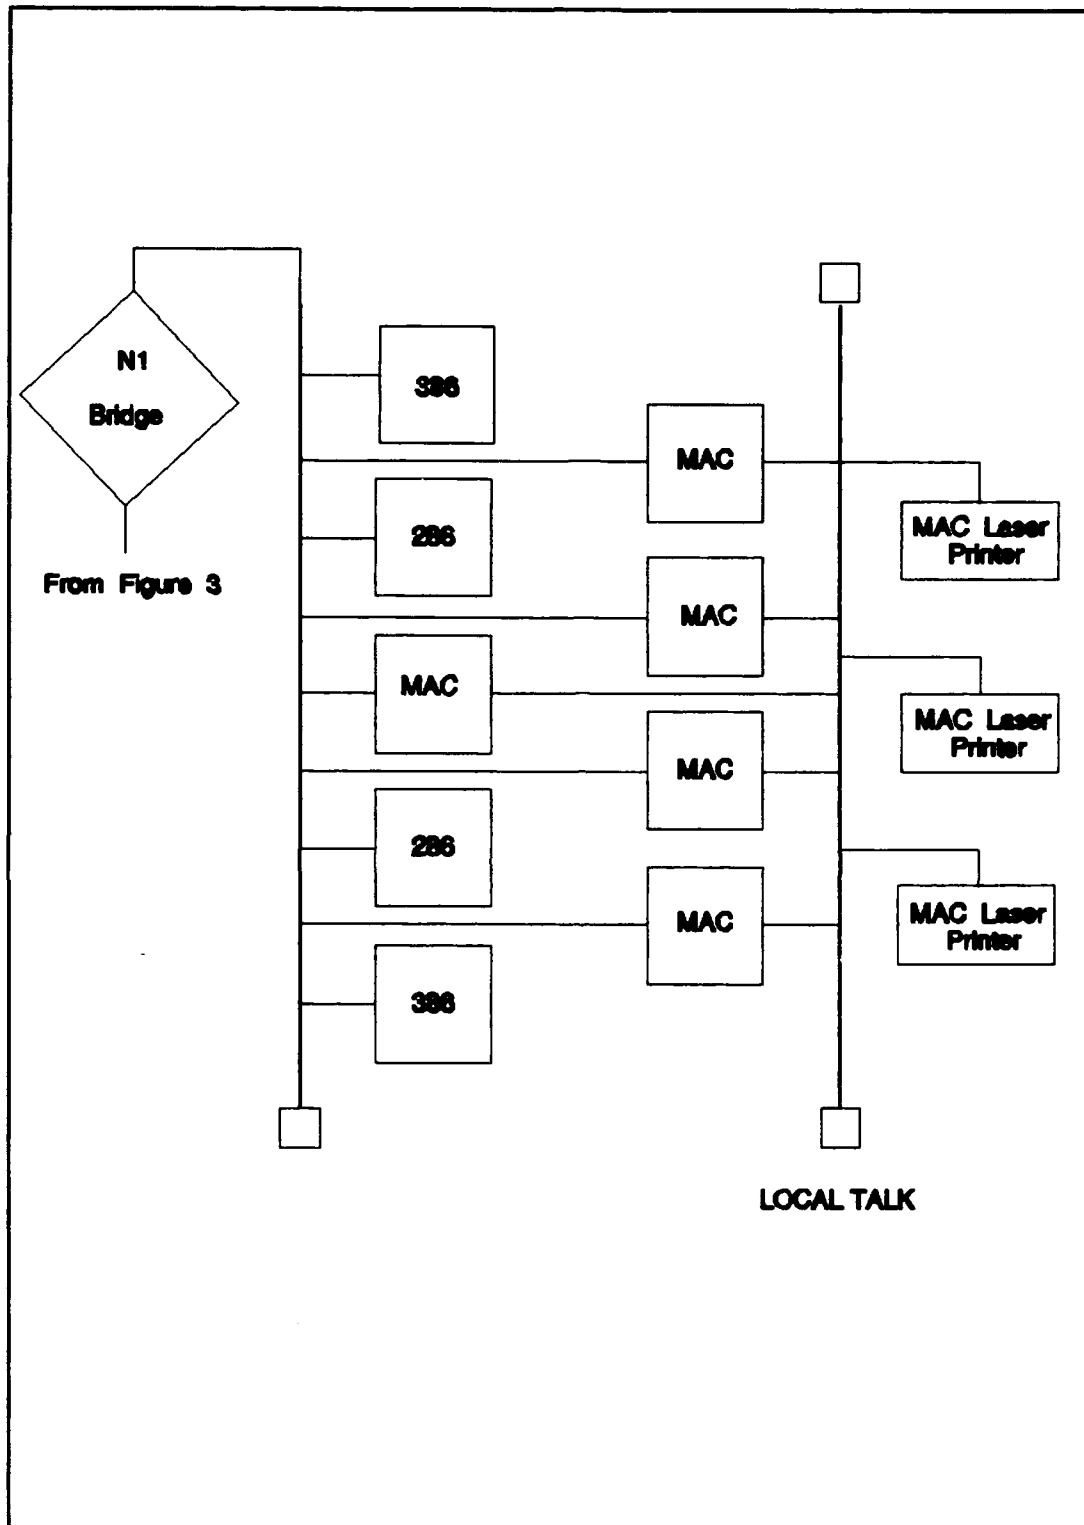 N1
Bridge
From Figure 3
386
MAC
286
MAC
MAC
MAC
286
MAC
386
MAC Laser
Printer
MAC Laser
Printer
MAC Laser
Printer
LOCAL TALK